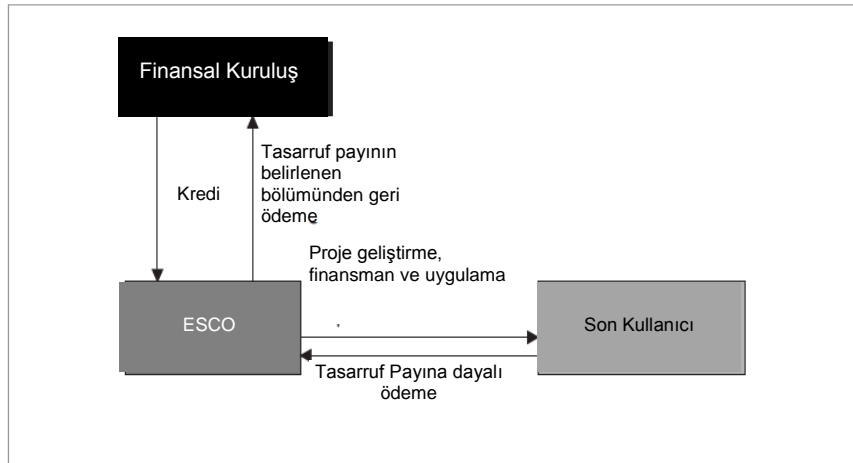 Finansal Kuruluş
Kredi
Tasarruf payının
belirlenen
bölümünden geri
ödeme
Proje geliştirme,
finansman ve uygulama
ESCO
Son Kullanıcı
Tasarruf Payına dayalı
ödeme